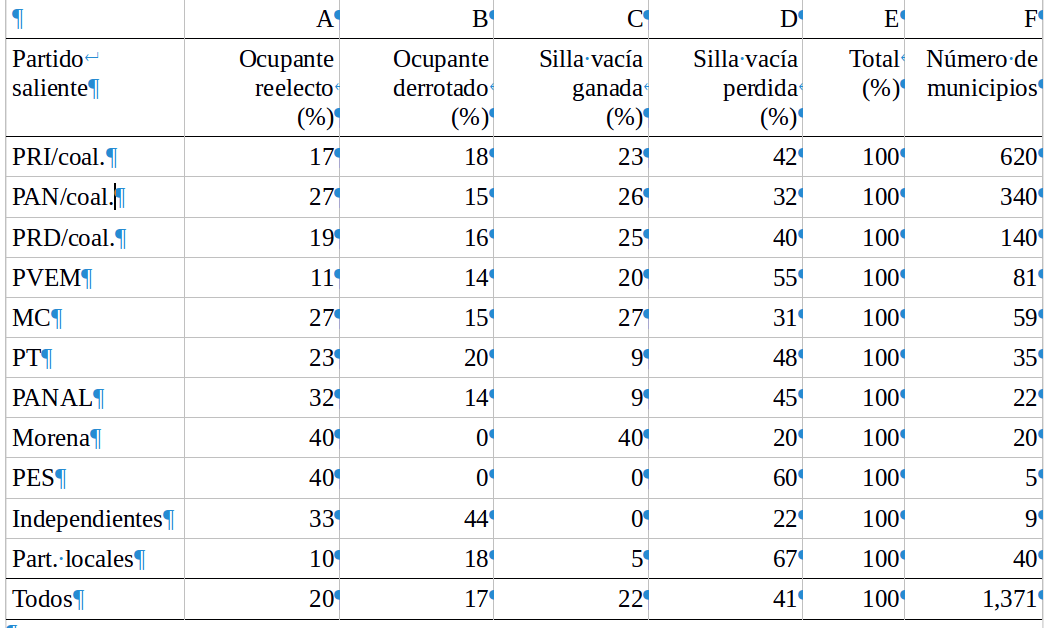 A B C D E F
Partido saliente Ocupante reelecto (%) Ocupante derrotado (%) Silla vacía ganada (%) Silla vacía perdida (%) Total (%) Número de municipios
PRI/coal. 17 18 23 42 100 620
PAN/coal. 27 15 26 32 100 340
PRD/coal. 19 16 25 40 100 140
PVEM 11 14 20 55 100 81
MC 27 15 27 31 100 59
PT 23 20 9 48 100 35
PANAL 32 14 9 45 100 22
Morena 40 0 40 20 100 20
PES 40 0 0 60 100 5
Independientes 33 44 0 22 100 9
Part. locales 10 18 5 67 100 40
Todos 20 17 22 41 100 1,371